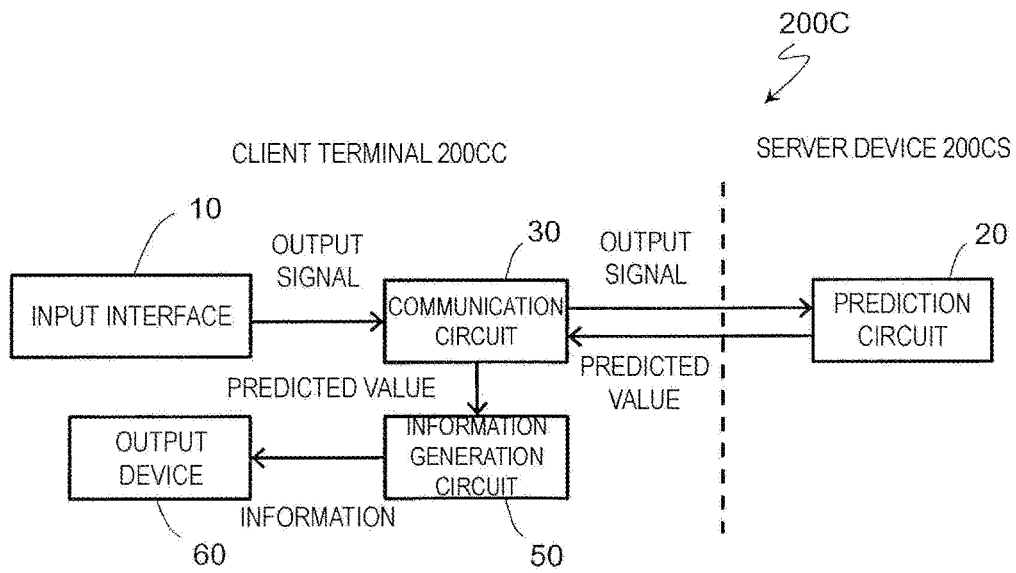 200C
CLIENT TERMINAL 200CC
SERVER DEVICE 200CS
10
OUTPUT
SIGNAL
30
OUTPUT
SIGNAL
20
INPUT INTERFACE
COMMUNICATION
CIRCUIT
PREDICTION
CIRCUIT
PREDICTED VALUE
PREDICTED
VALUE
OUTPUT
DEVICE
INFORMATION
GENERATION
CIRCUIT
INFORMATION
60
50